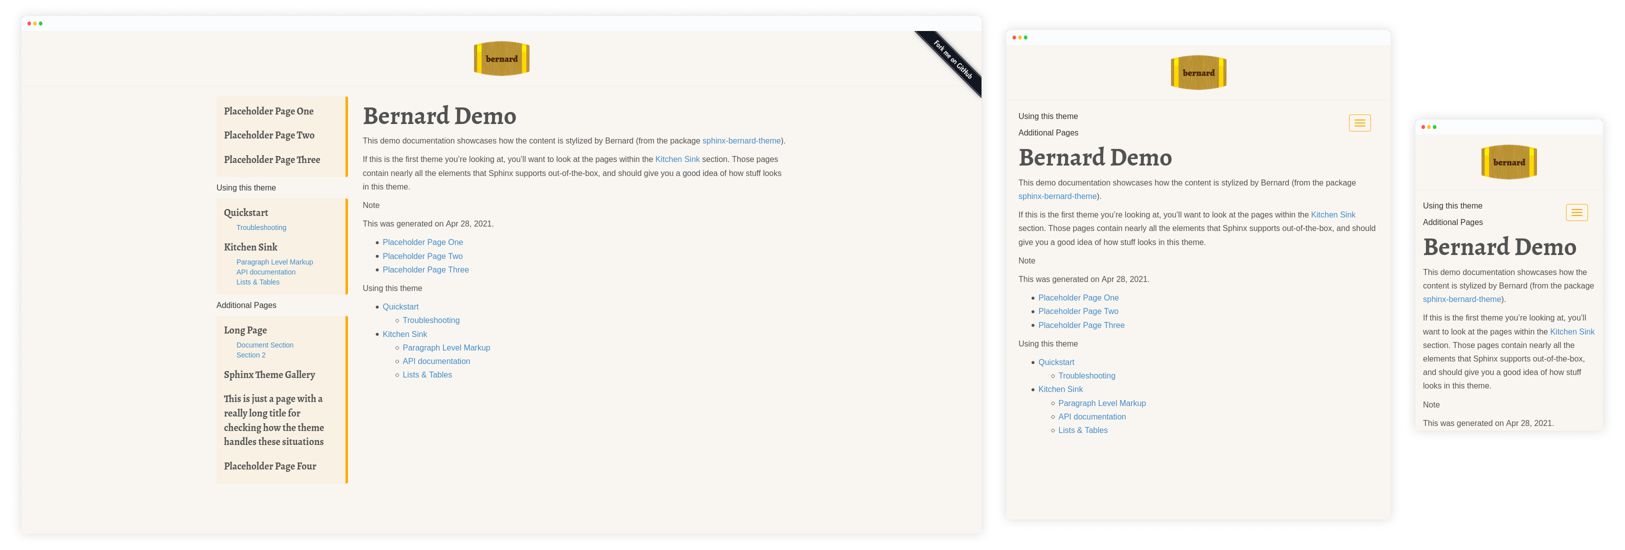 bernard
Fork me on GitHub
Placeholder Page One
Placeholder Page Two
Placeholder Page Three
Using this theme
Quickstart
Troubleshooting
Kitchen Sink
Paragraph Level Markup
API documentation
Lists & Tables
Additional Pages
Long Page
Document Section
Section 2
Sphinx Theme Gallery
This is just a page with a
really long title for
checking how the theme
handles these situations
Placeholder Page Four
Bernard Demo
This demo documentation showcases how the content is stylized by Bernard (from the package sphinx-bernard-theme).
If this is the first theme you're looking at, you'll want to look at the pages within the Kitchen Sink section. Those pages
contain nearly all the elements that Sphinx supports out-of-the-box, and should give you a good idea of how stuff looks
in this theme.
Note
This was generated on Apr 28, 2021.
Placeholder Page One
Placeholder Page Two
Placeholder Page Three
Using this theme
Quickstart
Troubleshooting
Kitchen Sink
Paragraph Level Markup
API documentation
Lists & Tables
bernard
Using this theme
Additional Pages
Bernard Demo
This demo documentation showcases how the content is stylized by Bernard (from the package
sphinx-bernard-theme).
If this is the first theme you're looking at, you'll want to look at the pages within the Kitchen Sink
section. Those pages contain nearly all the elements that Sphinx supports out-of-the-box, and should
give you a good idea of how stuff looks in this theme.
Note
This was generated on Apr 28, 2021.
Placeholder Page One
Placeholder Page Two
Placeholder Page Three
Using this theme
Quickstart
Troubleshooting
Kitchen Sink
Paragraph Level Markup
API documentation
Lists & Tables
bernard
Using this theme
Additional Pages
Bernard Demo
This demo documentation showcases how the
content is stylized by Bernard (from the package
sphinx-bernard-theme).
If this is the first theme you're looking at, you'll
want to look at the pages within the Kitchen Sink
section. Those pages contain nearly all the
elements that Sphinx supports out-of-the-box,
and should give you a good idea of how stuff
looks in this theme.
Note
This was generated on Apr 28, 2021.